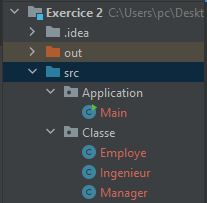 Exercice 2 C:\Users\pc\Deskt
.idea
out
src
Application
Main
Classe
Employe
Ingenieur
Manager